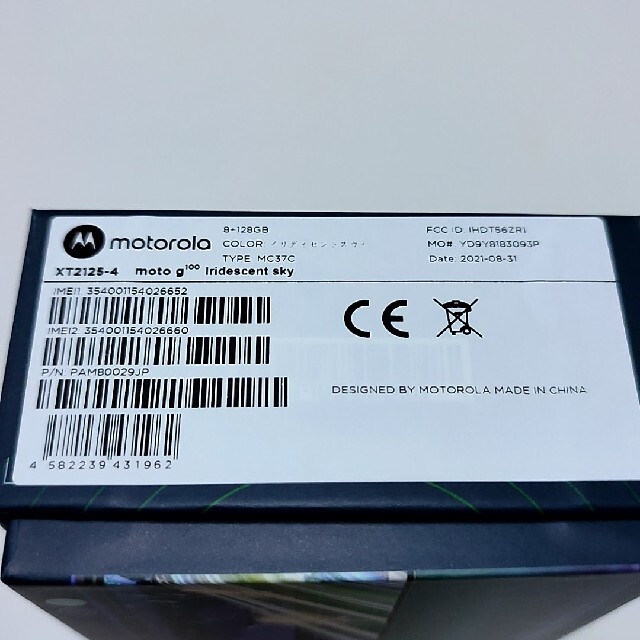 motorola
8+128GB
COLOR:
TYPE: MC37C
FCC ID: IHDT56ZR1
MO#: YD9Y8183093P
Date: 2021-08-31
XT2125-4 moto g100 Iridescent sky
IMEI1: 354001154026652
IMEI2: 354001154026660
P/N: PAMB0029JP
4 582239 431962
CE
DESIGNED BY MOTOROLA MADE IN CHINA